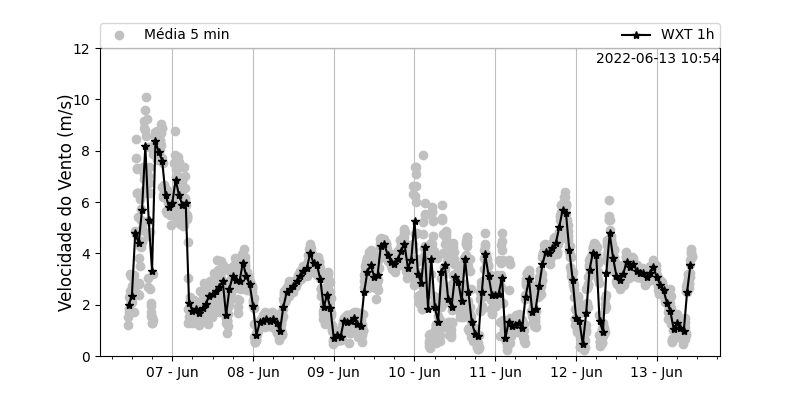 Média 5 min
WXT 1h
2022-06-13 10:54
Velocidade do Vento (m/s)
12
10
8
6
4
2
0
07 - Jun
08 - Jun
09 - Jun
10 - Jun
11 - Jun
12 - Jun
13 - Jun